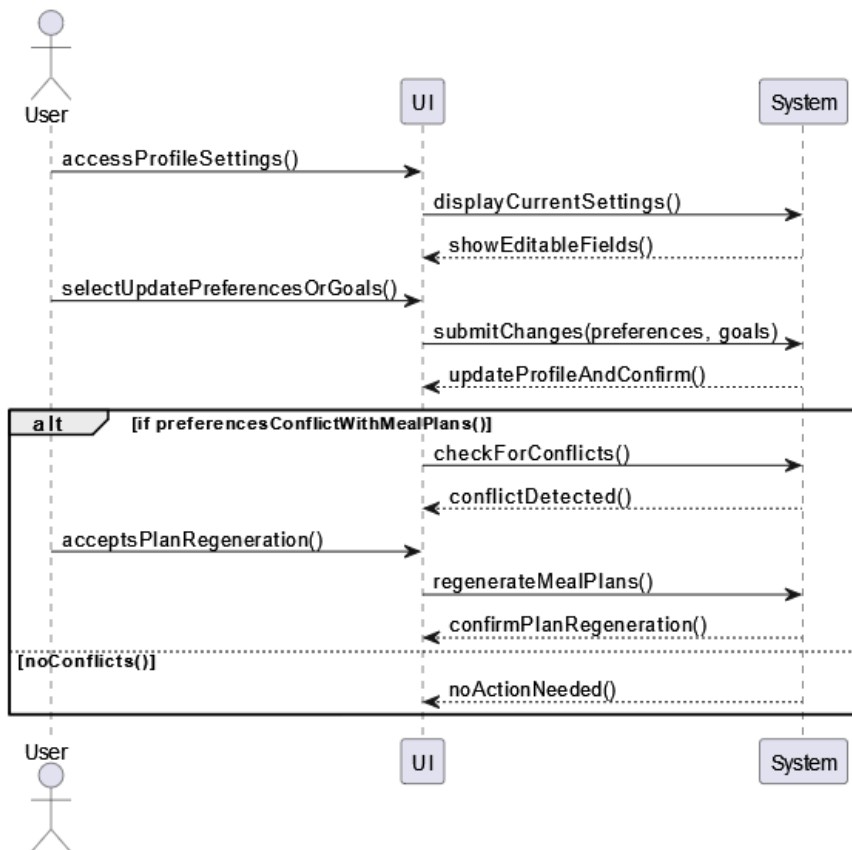 User
UI
System
accessProfileSettings()
displayCurrentSettings()
showEditableFields()
selectUpdatePreferencesOrGoals()
submitChanges(preferences, goals)
updateProfileAndConfirm()
alt [if preferencesConflictWithMealPlans()]
checkForConflicts()
conflictDetected()
acceptsPlanRegeneration()
regenerateMealPlans()
confirmPlanRegeneration()
[noConflicts()]
noActionNeeded()
User
UI
System